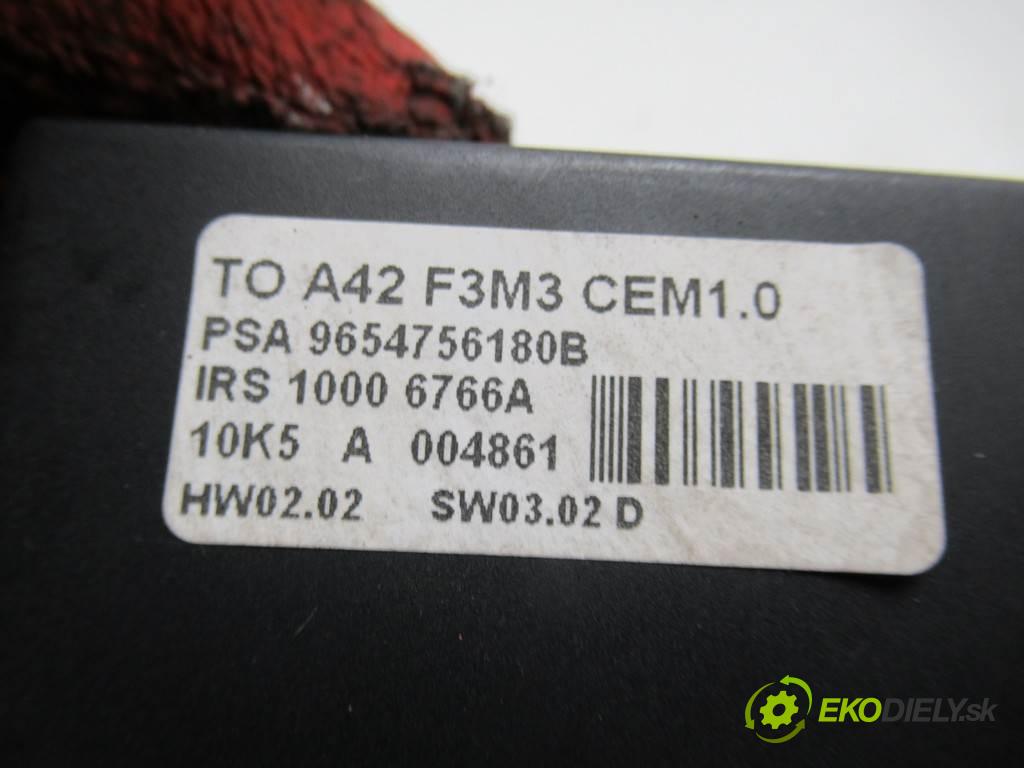 TO A42 F3M3 CEM1.0
PSA 9654756180B
IRS 1000 6766A
10K5 A 004861
HW02.02 SW03.02 D
EKODIELY.sk